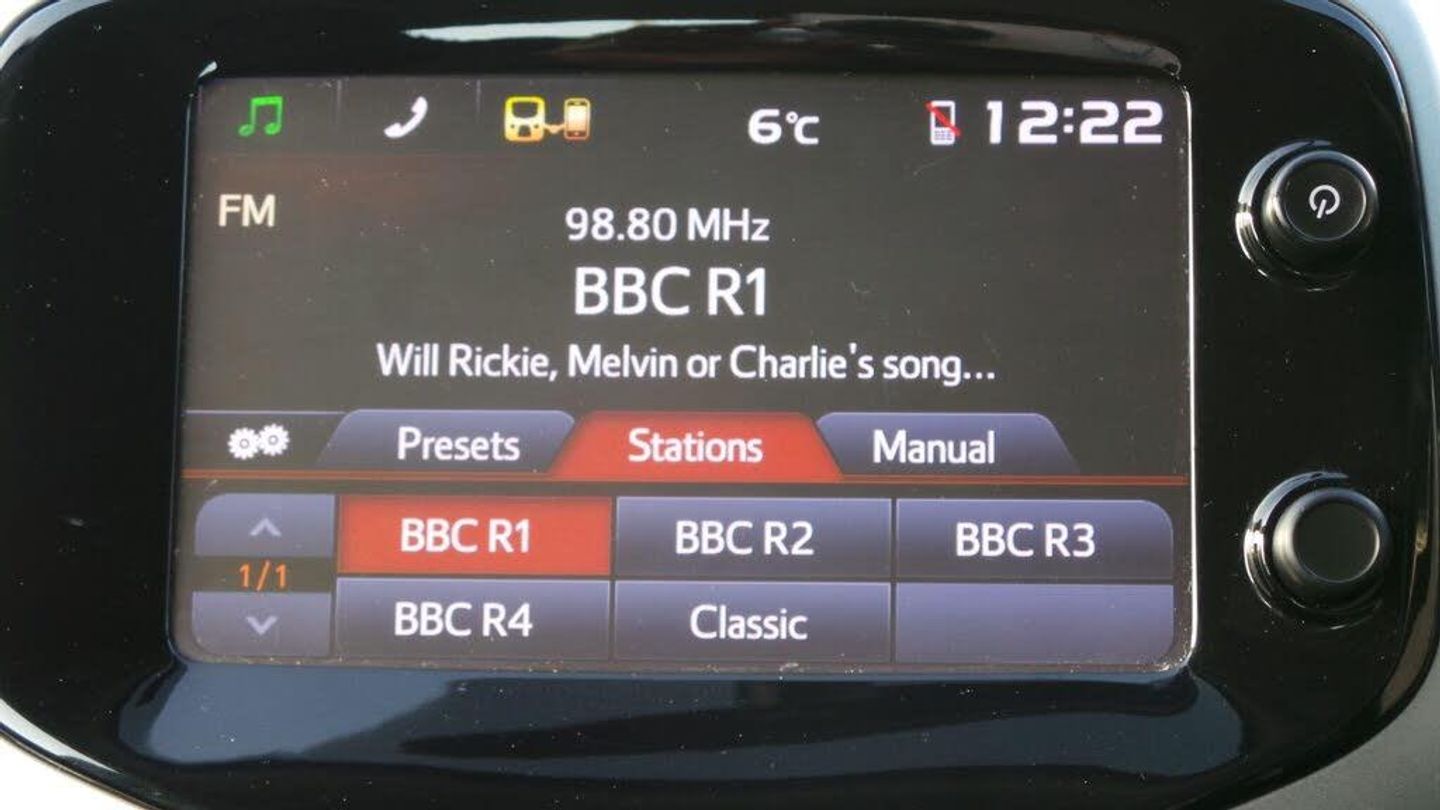 6°C 12:22
FM
98.80 MHz
BBC R1
Will Rickie, Melvin or Charlie's song...
Presets Stations Manual
BBC R1 BBC R2 BBC R3
1/1
BBC R4 Classic